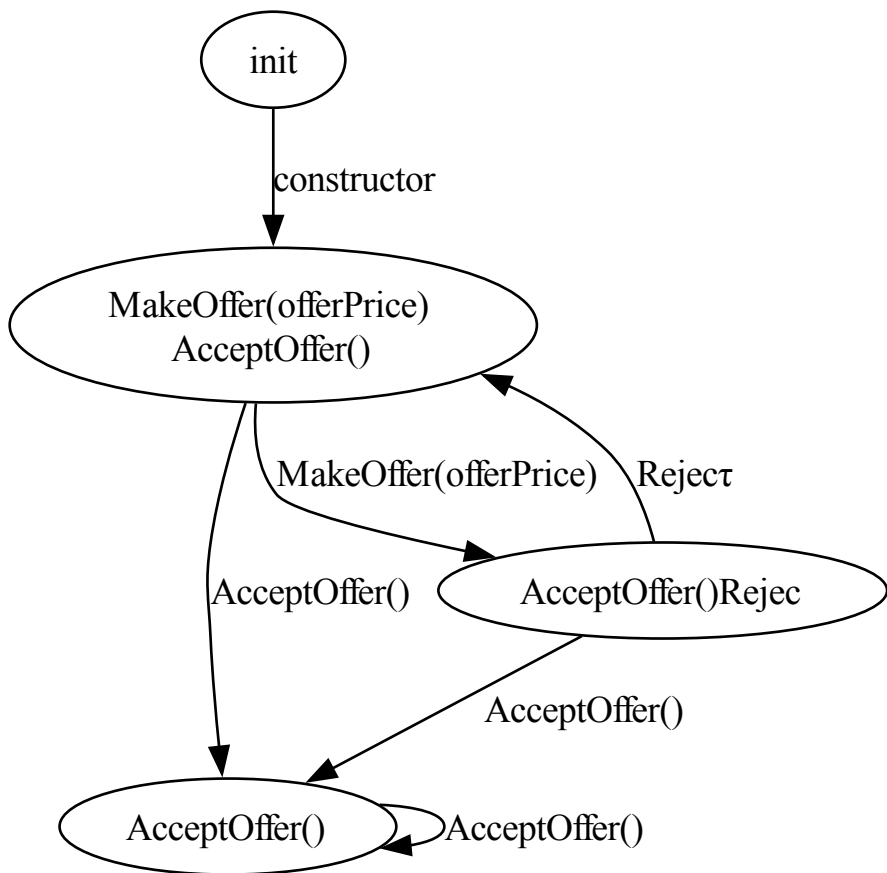 init
constructor
MakeOffer(offerPrice)
AcceptOffer()
MakeOffer(offerPrice)
Rejecτ
AcceptOffer()
AcceptOffer()Rejec
AcceptOffer()
AcceptOffer()
AcceptOffer()